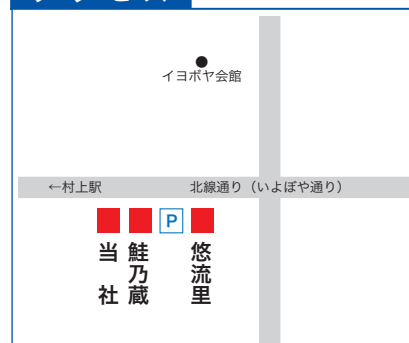 イヨボヤ会館
←村上駅
北線通り（いよぼや通り）
P
当社
鮭乃蔵
悠流里